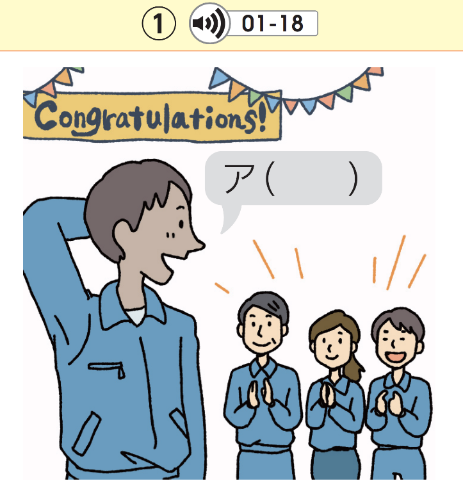 ① 01-18
Congratulations!
ア(　　)